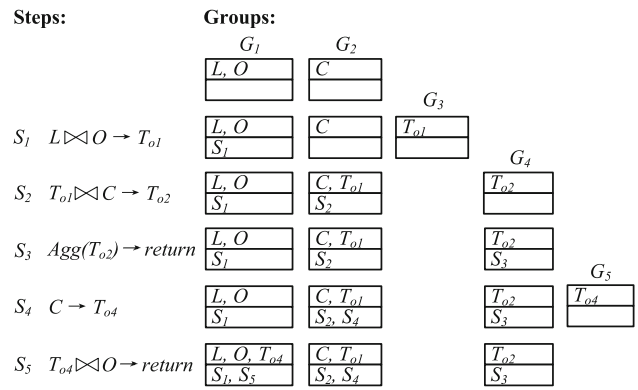 Steps: Groups:
G1 G2
L, O C
G3
S1 L⋈O → To1 L, O C To1
S1
G4
S2 To1⋈C → To2 L, O C, To1 To2
S1 S2
S3 Agg(To2)→return L, O C, To1 To2
S1 S2 S3
G5
S4 C → To4 L, O C, To1 To2 To4
S1 S2, S4 S3
S5 To4⋈O→return L, O, To4 C, To1 To2
S1, S5 S2, S4 S3